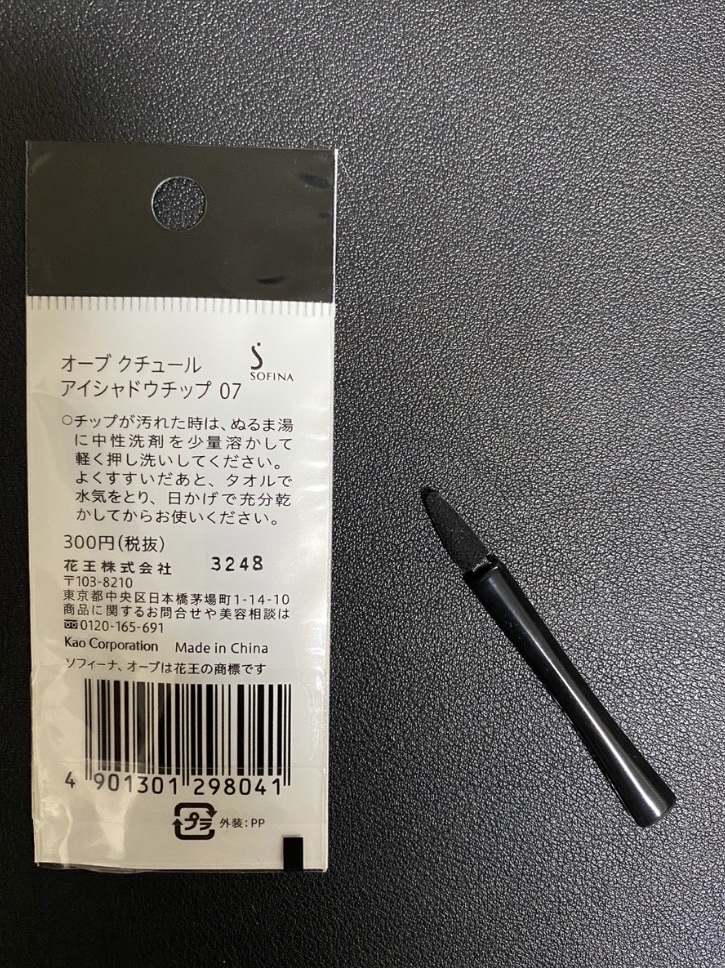 オーブ クチュール
アイシャドウチップ 07
SOFINA
○チップが汚れた時は、ぬるま湯
に中性洗剤を少量溶かして
軽く押し洗いしてください。
よくすすいだあと、タオルで
水気をとり、日かげで充分乾
かしてからお使いください。
300円(税抜)
花王株式会社 3248
〒103-8210
東京都中央区日本橋茅場町1-14-10
商品に関するお問合せや美容相談は
0120-165-691
Kao Corporation Made in China
ソフィーナ、オーブは花王の商標です
4 901301 298041
プラ 外装:PP